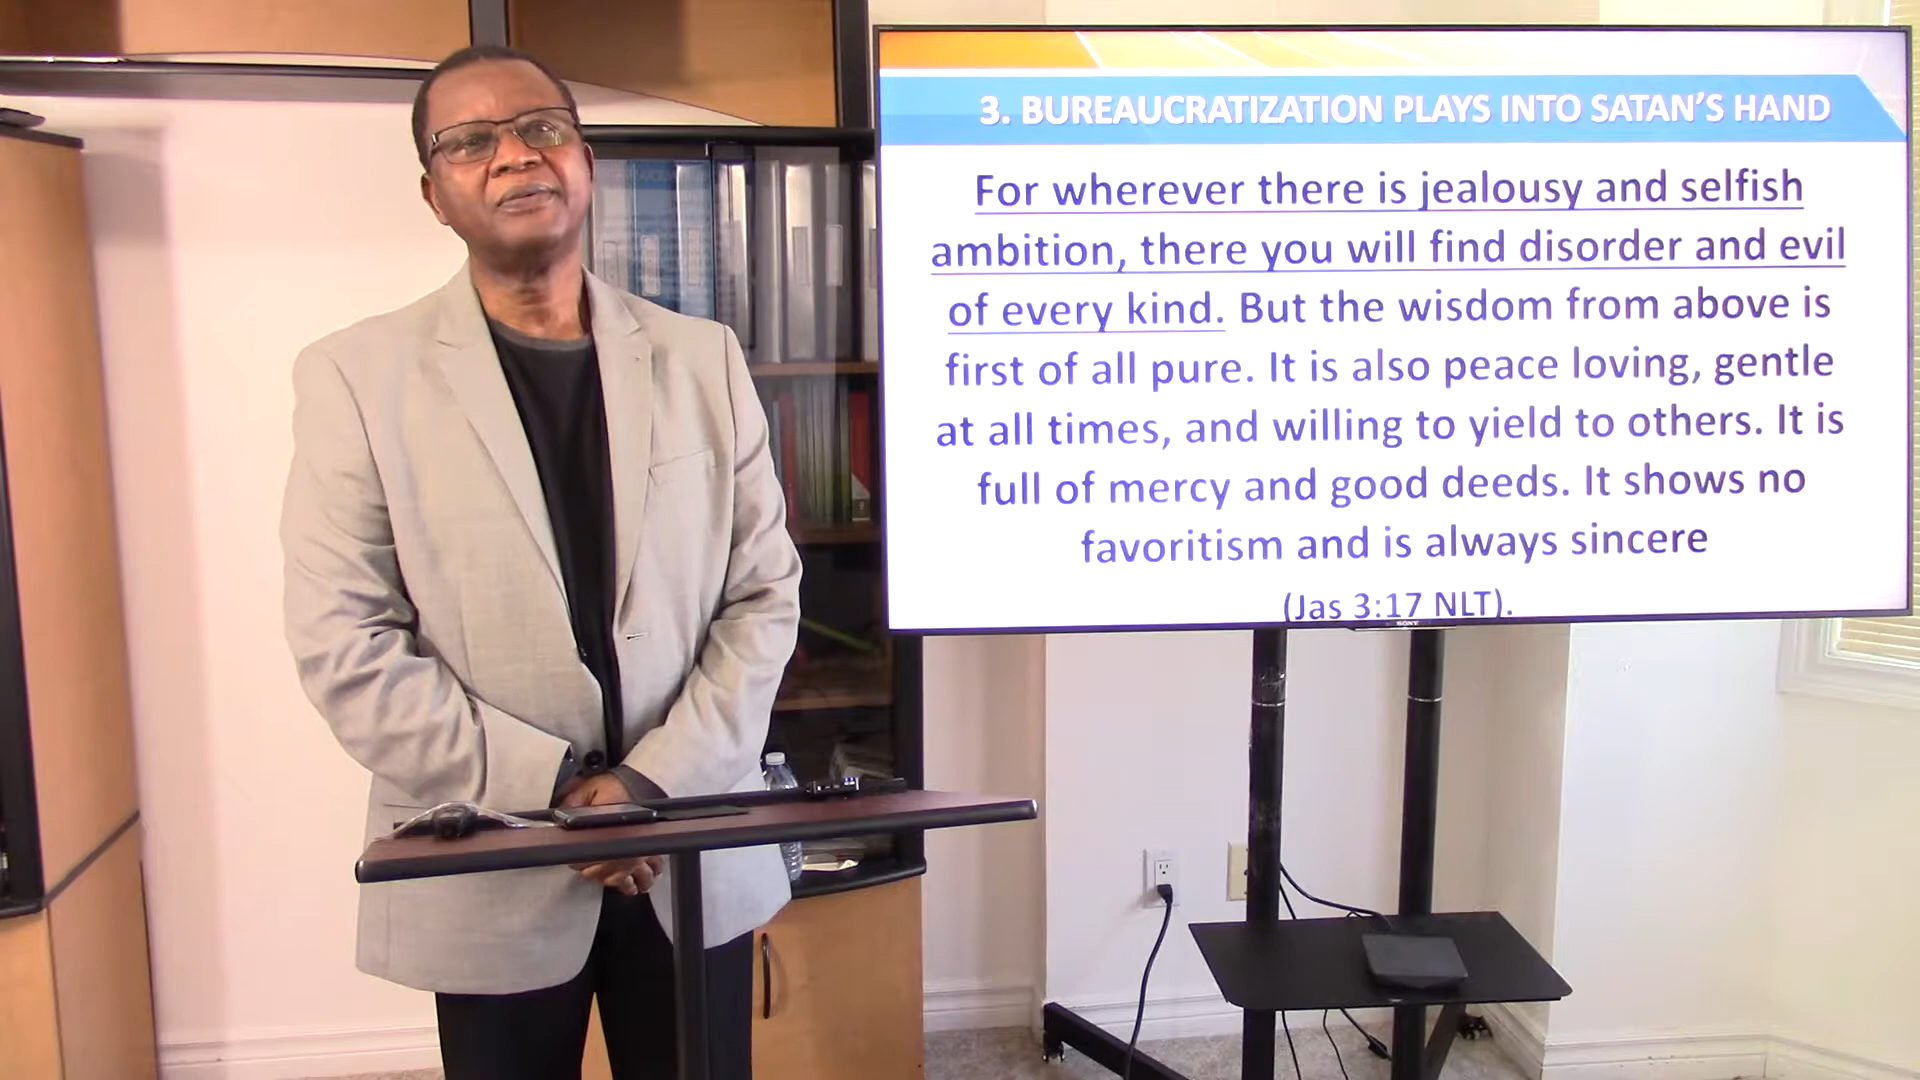 3. BUREAUCRATIZATION PLAYS INTO SATAN'S HAND
For wherever there is jealousy and selfish
ambition, there you will find disorder and evil
of every kind. But the wisdom from above is
first of all pure. It is also peace loving, gentle
at all times, and willing to yield to others. It is
full of mercy and good deeds. It shows no
favoritism and is always sincere
(Jas 3:17 NLT).
SONY